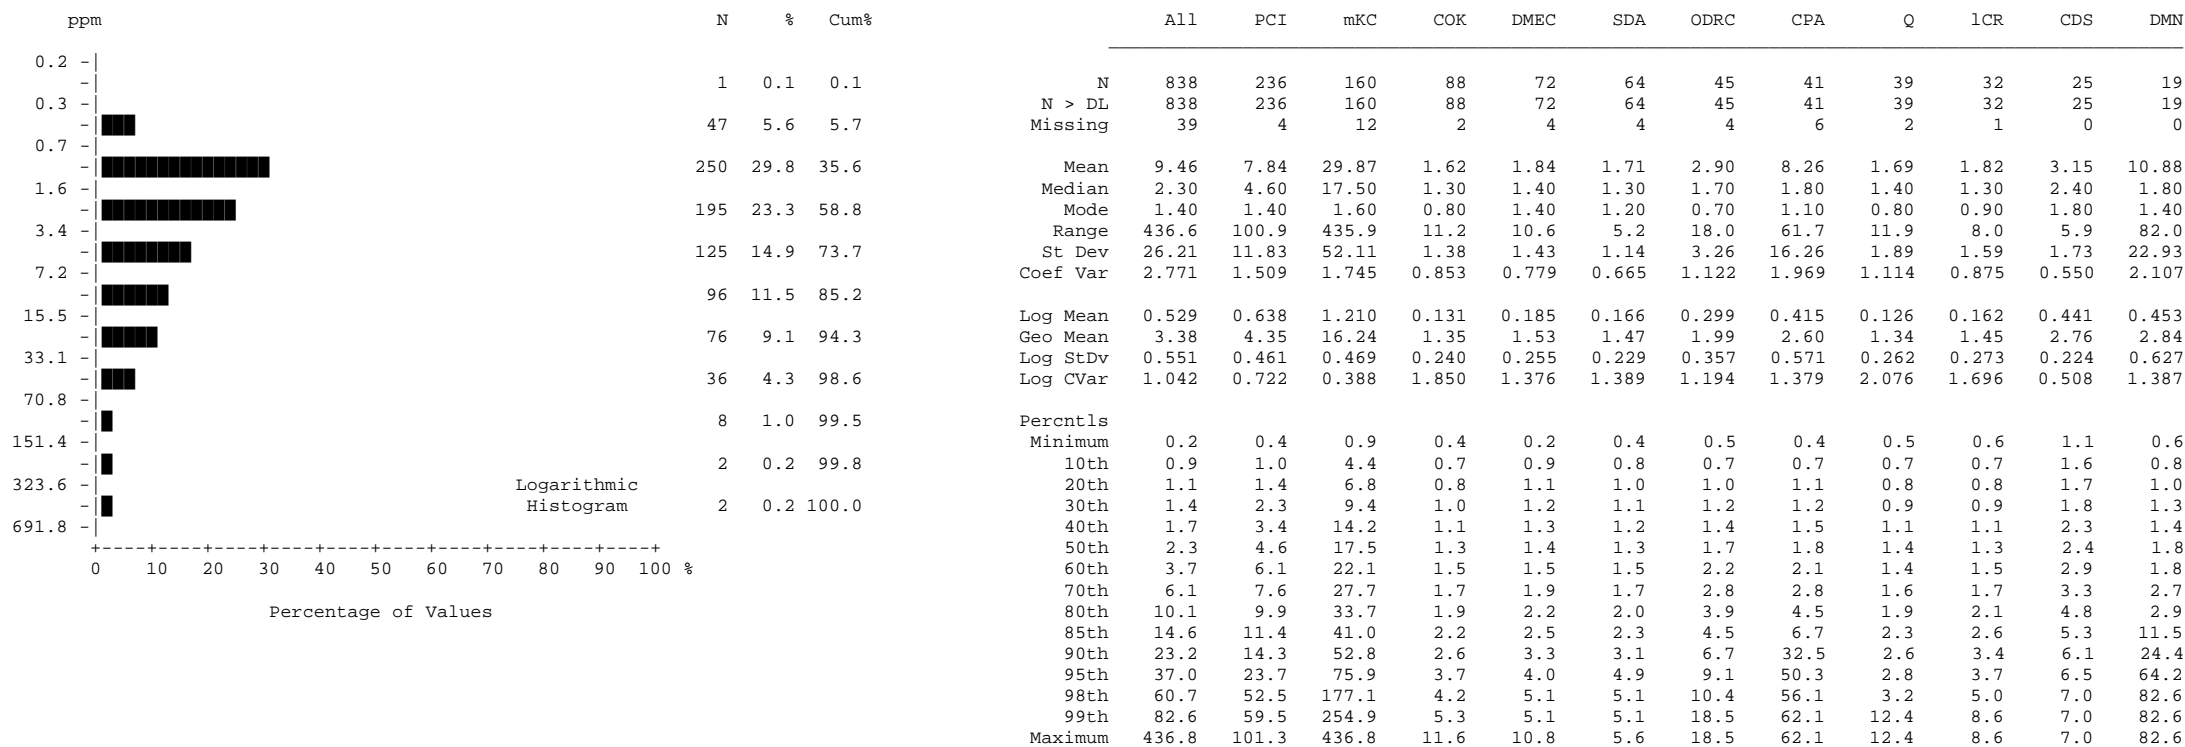 ppm N % Cum% All PCI mKC COK DMEC SDA ODRC CPA Q lCR CDS DMN
0.2 -|
-| 1 0.1 0.1 N 838 236 160 88 72 64 45 41 39 32 25 19
0.3 -| N > DL 838 236 160 88 72 64 45 41 39 32 25 19
-| 47 5.6 5.7 Missing 39 4 12 2 4 4 4 6 2 1 0 0
0.7 -|
-| 250 29.8 35.6 Mean 9.46 7.84 29.87 1.62 1.84 1.71 2.90 8.26 1.69 1.82 3.15 10.88
1.6 -| Median 2.30 4.60 17.50 1.30 1.40 1.30 1.70 1.80 1.40 1.30 2.40 1.80
-| 195 23.3 58.8 Mode 1.40 1.40 1.60 0.80 1.40 1.20 0.70 1.10 0.80 0.90 1.80 1.40
3.4 -| Range 436.6 100.9 435.9 11.2 10.6 5.2 18.0 61.7 11.9 8.0 5.9 82.0
-| 125 14.9 73.7 St Dev 26.21 11.83 52.11 1.38 1.43 1.14 3.26 16.26 1.89 1.59 1.73 22.93
7.2 -| Coef Var 2.771 1.509 1.745 0.853 0.779 0.665 1.122 1.969 1.114 0.875 0.550 2.107
-| 96 11.5 85.2
15.5 -| Log Mean 0.529 0.638 1.210 0.131 0.185 0.166 0.299 0.415 0.126 0.162 0.441 0.453
-| 76 9.1 94.3 Geo Mean 3.38 4.35 16.24 1.35 1.53 1.47 1.99 2.60 1.34 1.45 2.76 2.84
33.1 -| Log StDv 0.551 0.461 0.469 0.240 0.255 0.229 0.357 0.571 0.262 0.273 0.224 0.627
-| 36 4.3 98.6 Log CVar 1.042 0.722 0.388 1.850 1.376 1.389 1.194 1.379 2.076 1.696 0.508 1.387
70.8 -|
-| 8 1.0 99.5 Percntls
151.4 -| Minimum 0.2 0.4 0.9 0.4 0.2 0.4 0.5 0.4 0.5 0.6 1.1 0.6
-| 2 0.2 99.8 10th 0.9 1.0 4.4 0.7 0.9 0.8 0.7 0.7 0.7 0.7 1.6 0.8
323.6 -| Logarithmic 20th 1.1 1.4 6.8 0.8 1.1 1.0 1.0 1.1 0.8 0.8 1.7 1.0
-| Histogram 2 0.2 100.0 30th 1.4 2.3 9.4 1.0 1.2 1.1 1.2 1.2 0.9 0.9 1.8 1.3
691.8 -| 40th 1.7 3.4 14.2 1.1 1.3 1.2 1.4 1.5 1.1 1.1 2.3 1.4
+----+----+----+----+----+----+----+----+----+----+ 50th 2.3 4.6 17.5 1.3 1.4 1.3 1.7 1.8 1.4 1.3 2.4 1.8
0 10 20 30 40 50 60 70 80 90 100 % 60th 3.7 6.1 22.1 1.5 1.5 1.5 2.2 2.1 1.4 1.5 2.9 1.8
70th 6.1 7.6 27.7 1.7 1.9 1.7 2.8 2.8 1.6 1.7 3.3 2.7
Percentage of Values 80th 10.1 9.9 33.7 1.9 2.2 2.0 3.9 4.5 1.9 2.1 4.8 2.9
85th 14.6 11.4 41.0 2.2 2.5 2.3 4.5 6.7 2.3 2.6 5.3 11.5
90th 23.2 14.3 52.8 2.6 3.3 3.1 6.7 32.5 2.6 3.4 6.1 24.4
95th 37.0 23.7 75.9 3.7 4.0 4.9 9.1 50.3 2.8 3.7 6.5 64.2
98th 60.7 52.5 177.1 4.2 5.1 5.1 10.4 56.1 3.2 5.0 7.0 82.6
99th 82.6 59.5 254.9 5.3 5.1 5.1 18.5 62.1 12.4 8.6 7.0 82.6
Maximum 436.8 101.3 436.8 11.6 10.8 5.6 18.5 62.1 12.4 8.6 7.0 82.6